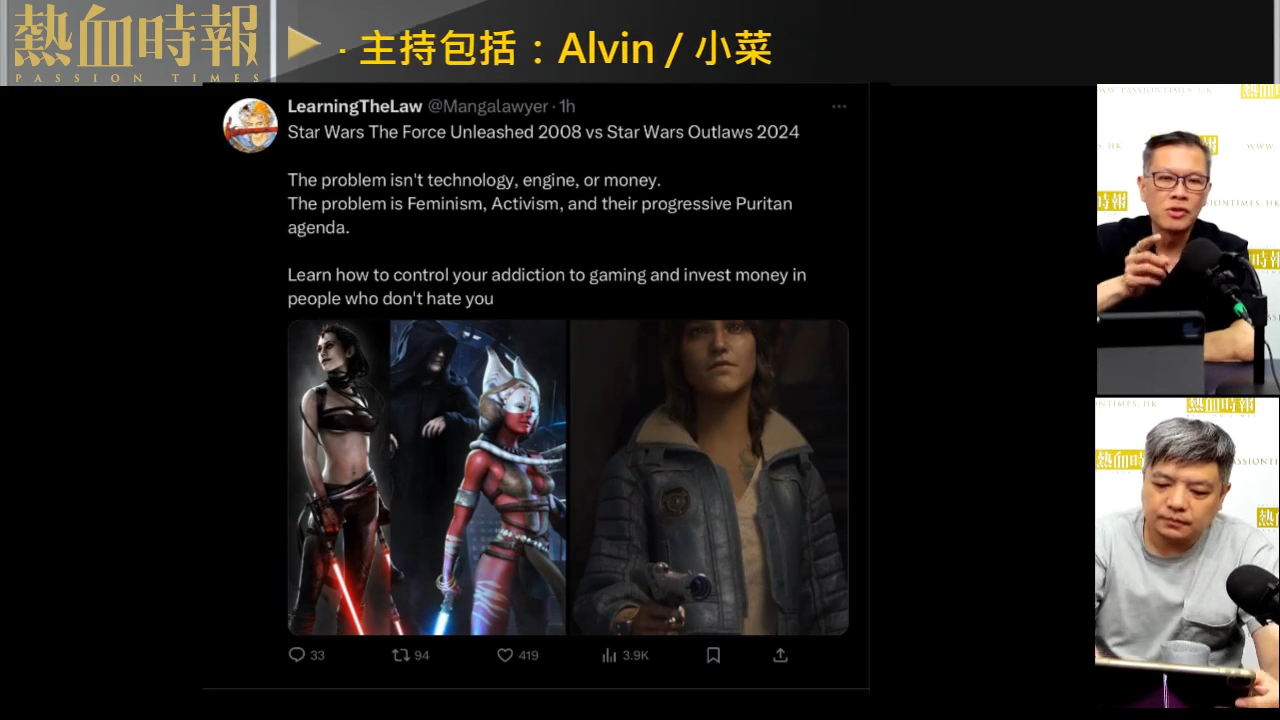 熱血時報
PASSION TIMES
· 主持包括：Alvin / 小菜
LearningTheLaw @Mangalawyer · 1h
Star Wars The Force Unleashed 2008 vs Star Wars Outlaws 2024
The problem isn't technology, engine, or money.
The problem is Feminism, Activism, and their progressive Puritan
agenda.
Learn how to control your addiction to gaming and invest money in
people who don't hate you
33
94
419
3.9K
WWW.PASSIONTIMES.HK